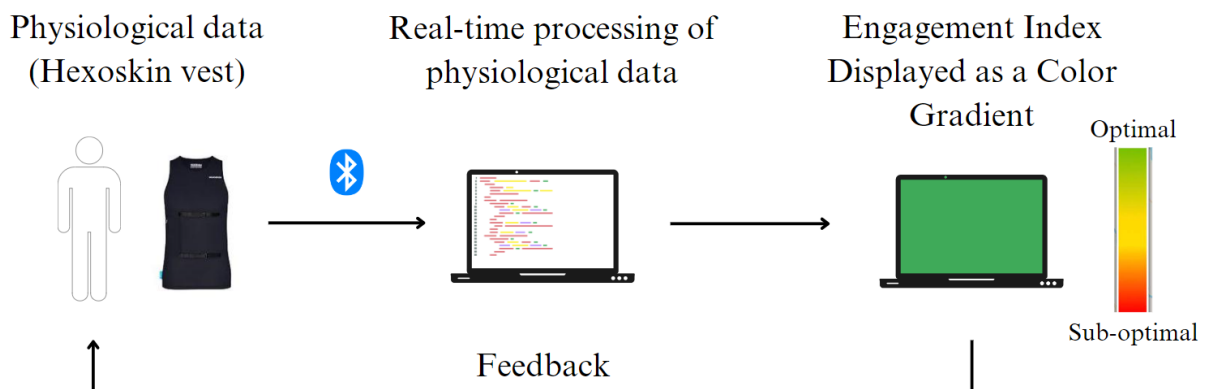 Physiological data
(Hexoskin vest)
Real-time processing of
physiological data
Engagement Index
Displayed as a Color
Gradient
Optimal
Sub-optimal
Feedback